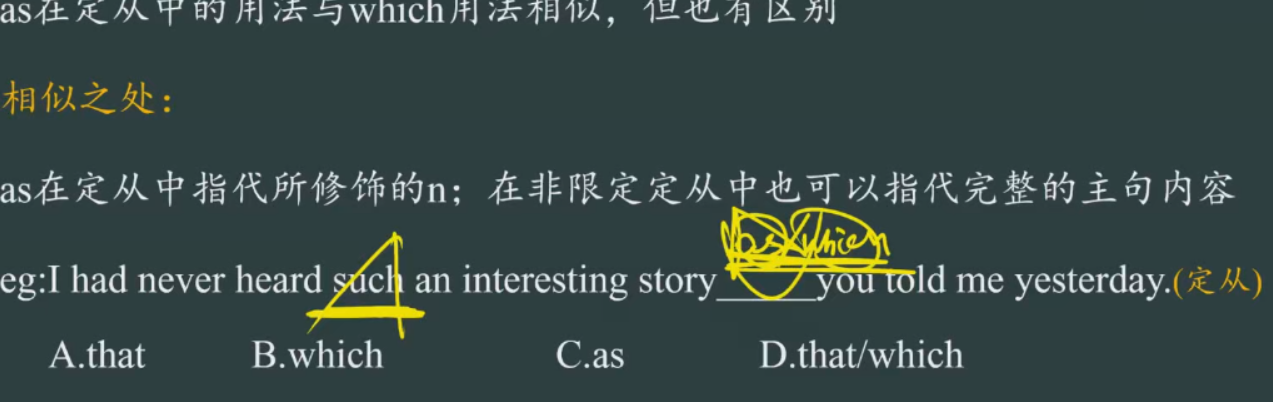 as在定从中的用法与which用法相似，但也有区别
相似之处：
as在定从中指代所修饰的n；在非限定定从中也可以指代完整的主句内容
as/which
eg:I had never heard such an interesting story______you told me yesterday.(定从)
A.that B.which C.as D.that/which